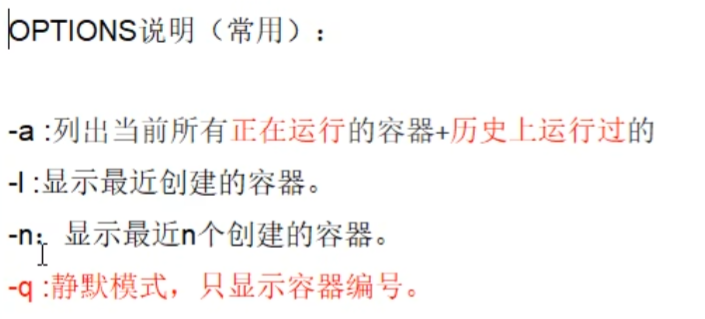 OPTIONS说明（常用）：
-a :列出当前所有正在运行的容器+历史上运行过的
-l :显示最近创建的容器。
-n：显示最近n个创建的容器。
-q :静默模式，只显示容器编号。